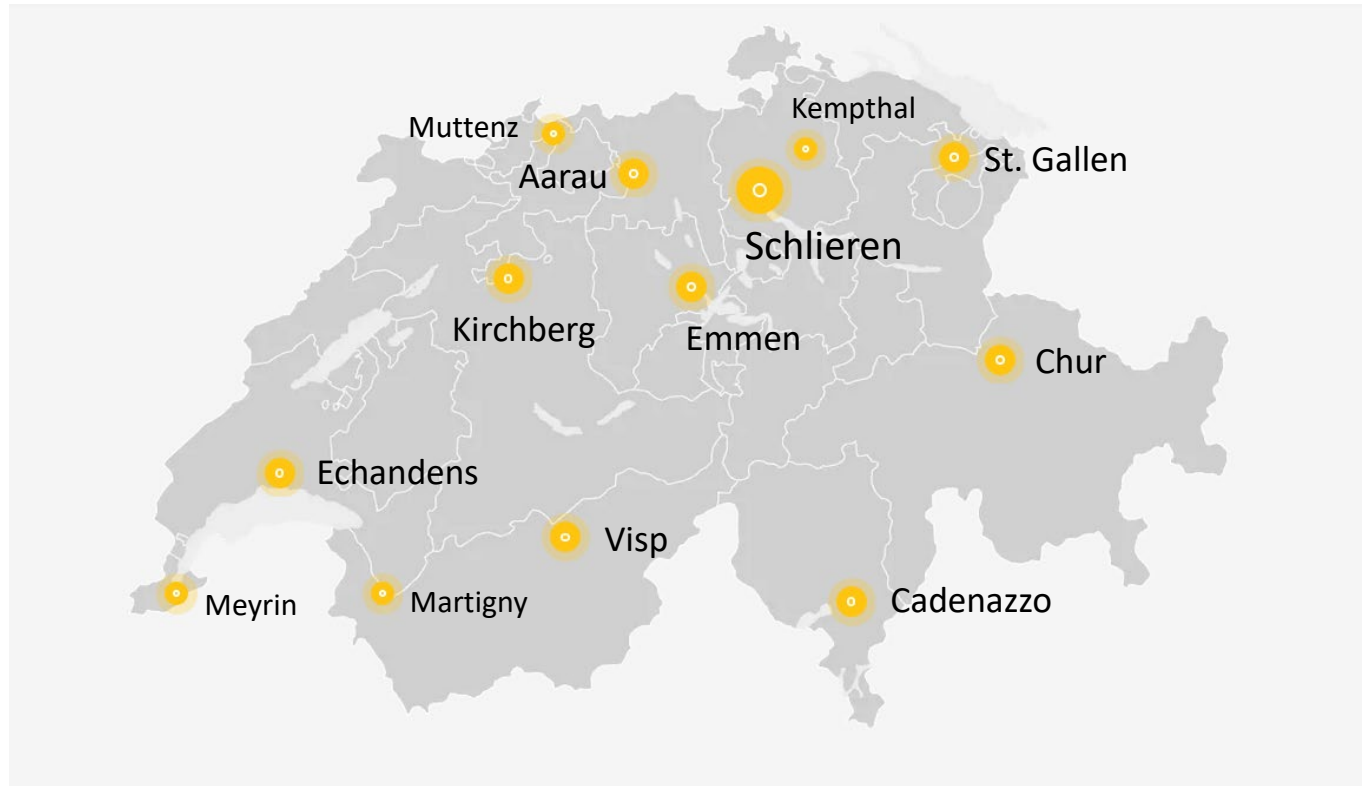 Kempthal
Muttenz
St. Gallen
Aarau
Schlieren
Kirchberg
Emmen
Chur
Echandens
Visp
Cadenazzo
Martigny
Meyrin